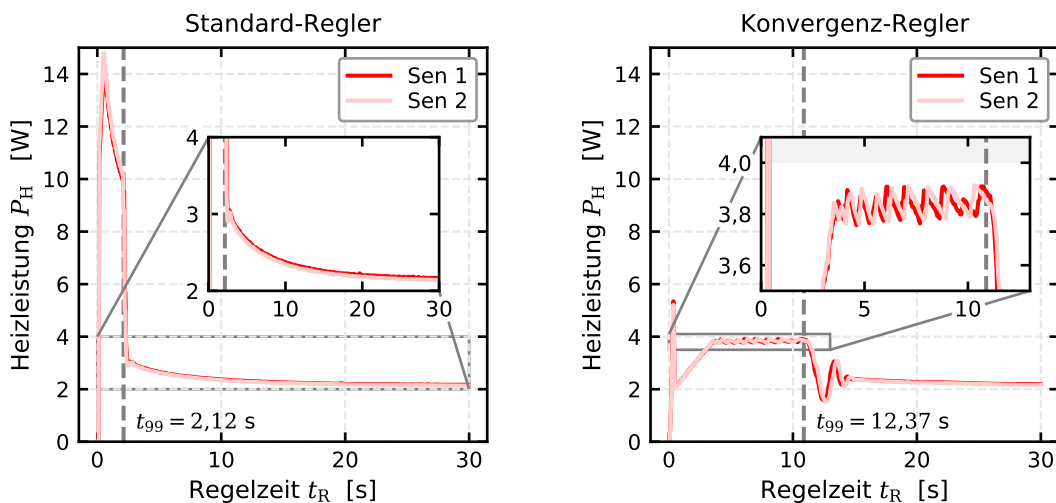 Standard-Regler
Heizleistung P_H [W]
14
12
10
8
6
4
2
0
Sen 1
Sen 2
4
3
2
0 10 20 30
t_99 = 2,12 s
0 10 20 30
Regelzeit t_R [s]
Konvergenz-Regler
Heizleistung P_H [W]
14
12
10
8
6
4
2
0
Sen 1
Sen 2
4,0
3,8
3,6
0 5 10
t_99 = 12,37 s
0 10 20 30
Regelzeit t_R [s]